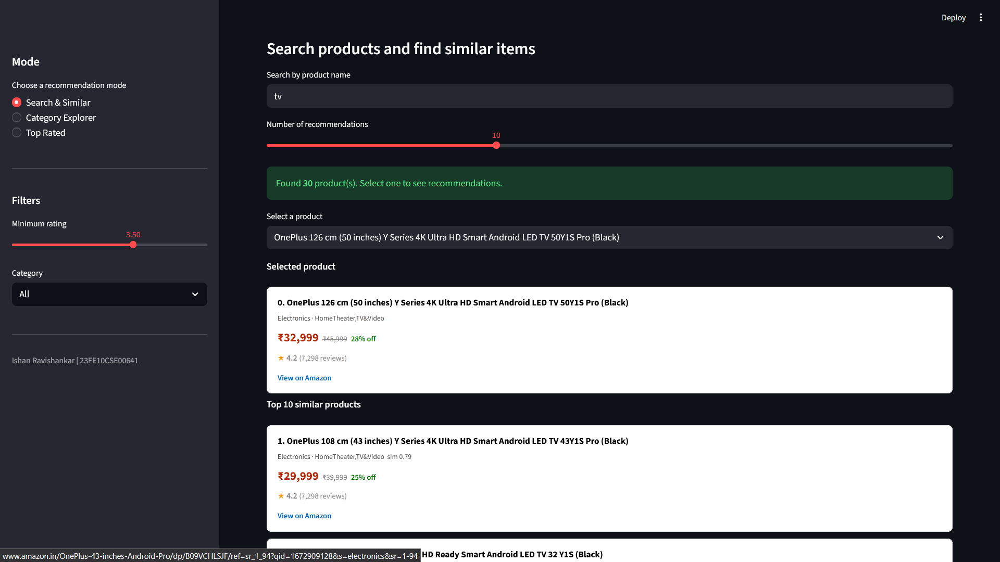 Deploy
Mode
Choose a recommendation mode
Search & Similar
Category Explorer
Top Rated
Filters
Minimum rating
3.50
Category
All
Ishan Ravishankar | 23FE10CSE00641
Search products and find similar items
Search by product name
tv
Number of recommendations
10
Found 30 product(s). Select one to see recommendations.
Select a product
OnePlus 126 cm (50 inches) Y Series 4K Ultra HD Smart Android LED TV 50Y1S Pro (Black)
Selected product
0. OnePlus 126 cm (50 inches) Y Series 4K Ultra HD Smart Android LED TV 50Y1S Pro (Black)
Electronics · HomeTheater,TV&Video
₹32,999 ₹45,999 28% off
★ 4.2 (7,298 reviews)
View on Amazon
Top 10 similar products
1. OnePlus 108 cm (43 inches) Y Series 4K Ultra HD Smart Android LED TV 43Y1S Pro (Black)
Electronics · HomeTheater,TV&Video sim 0.79
₹29,999 ₹39,999 25% off
★ 4.2 (7,298 reviews)
View on Amazon
HD Ready Smart Android LED TV 32 Y1S (Black)
www.amazon.in/OnePlus-43-inches-Android-Pro/dp/B09VCHLSJF/ref=sr_1_94?qid=1672909128&s=electronics&sr=1-94